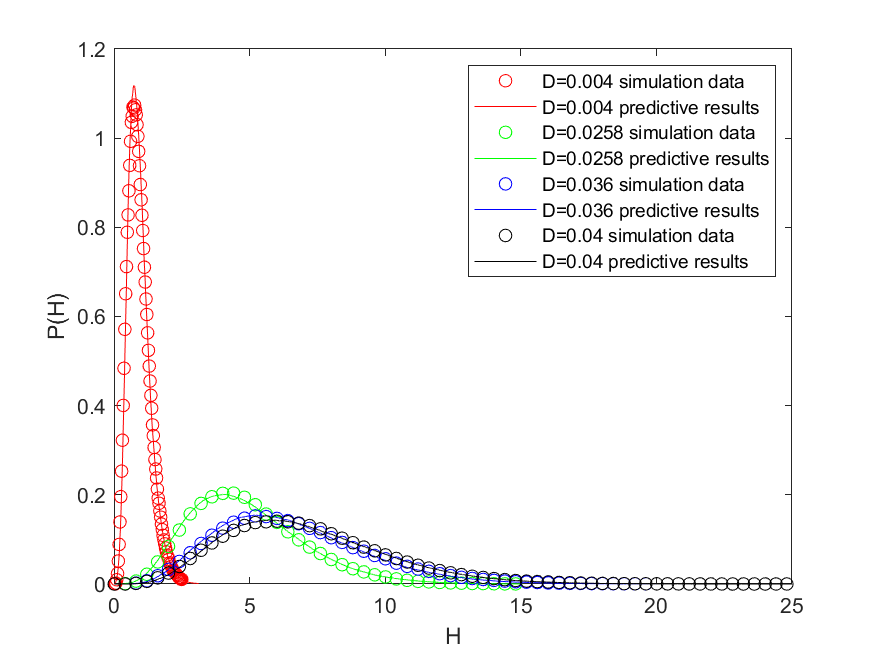 1.2
1
0.8
0.6
0.4
0.2
0
P(H)
D=0.004 simulation data
D=0.004 predictive results
D=0.0258 simulation data
D=0.0258 predictive results
D=0.036 simulation data
D=0.036 predictive results
D=0.04 simulation data
D=0.04 predictive results
0 5 10 15 20 25
H